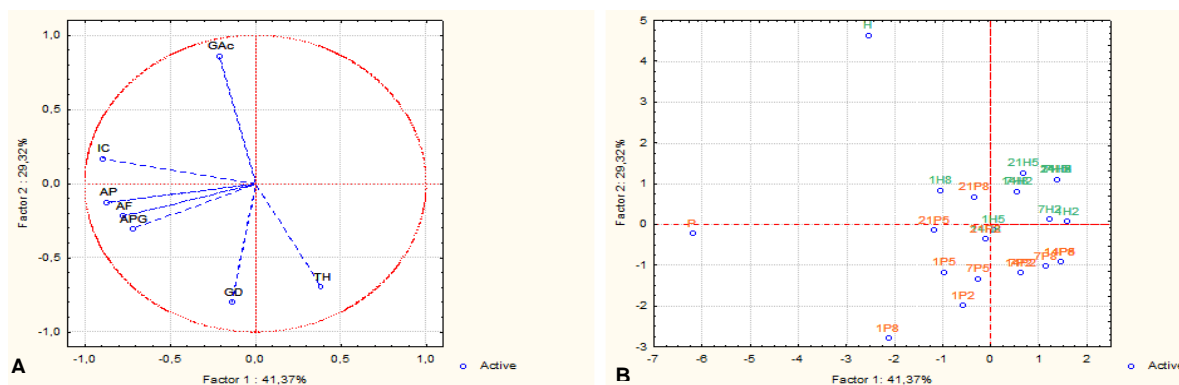 1,0
GAc
0,5
IC
0,0
AP
AF
APG
-0,5
TH
GD
-1,0
-1,0
-0,5
0,0
0,5
1,0
Factor 2 : 29,32%
Factor 1 : 41,37%
Active
A
5
H
4
3
2
21H5
1
1H8
21P8
7H2
4H2
1H5
0
P
21P5
-1
1P5
7P5
7P8
-2
1P2
1P8
-3
-7
-6
-5
-4
-3
-2
-1
0
1
2
Factor 2: 29,32%
Factor 1: 41,37%
Active
B